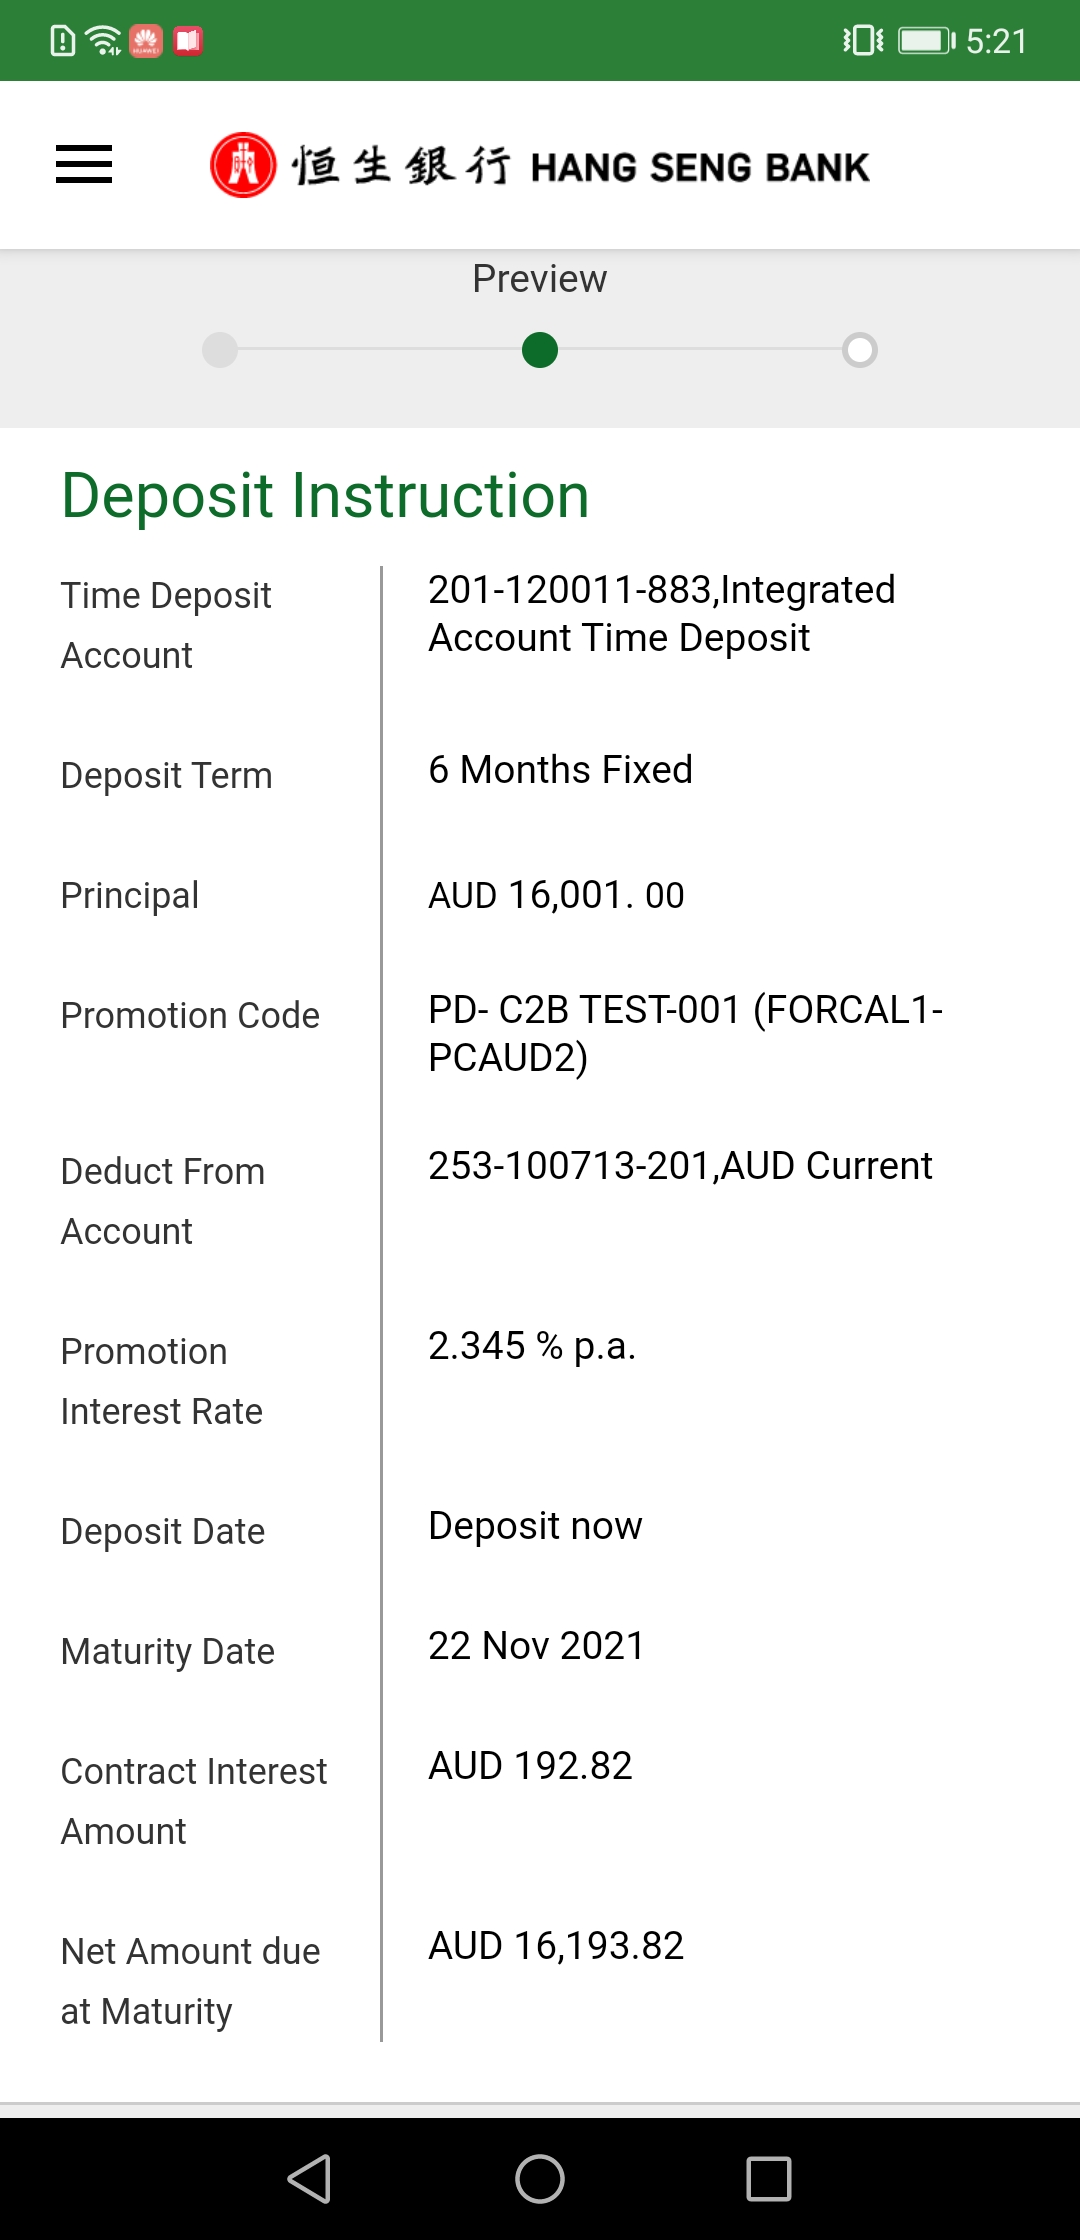 5:21
恒生銀行 HANG SENG BANK
Preview
Deposit Instruction
Time Deposit
Account
201-120011-883,Integrated
Account Time Deposit
Deposit Term
6 Months Fixed
Principal
AUD 16,001. 00
Promotion Code
PD- C2B TEST-001 (FORCAL1-
PCAUD2)
Deduct From
Account
253-100713-201,AUD Current
Promotion
Interest Rate
2.345 % p.a.
Deposit Date
Deposit now
Maturity Date
22 Nov 2021
Contract Interest
Amount
AUD 192.82
Net Amount due
at Maturity
AUD 16,193.82